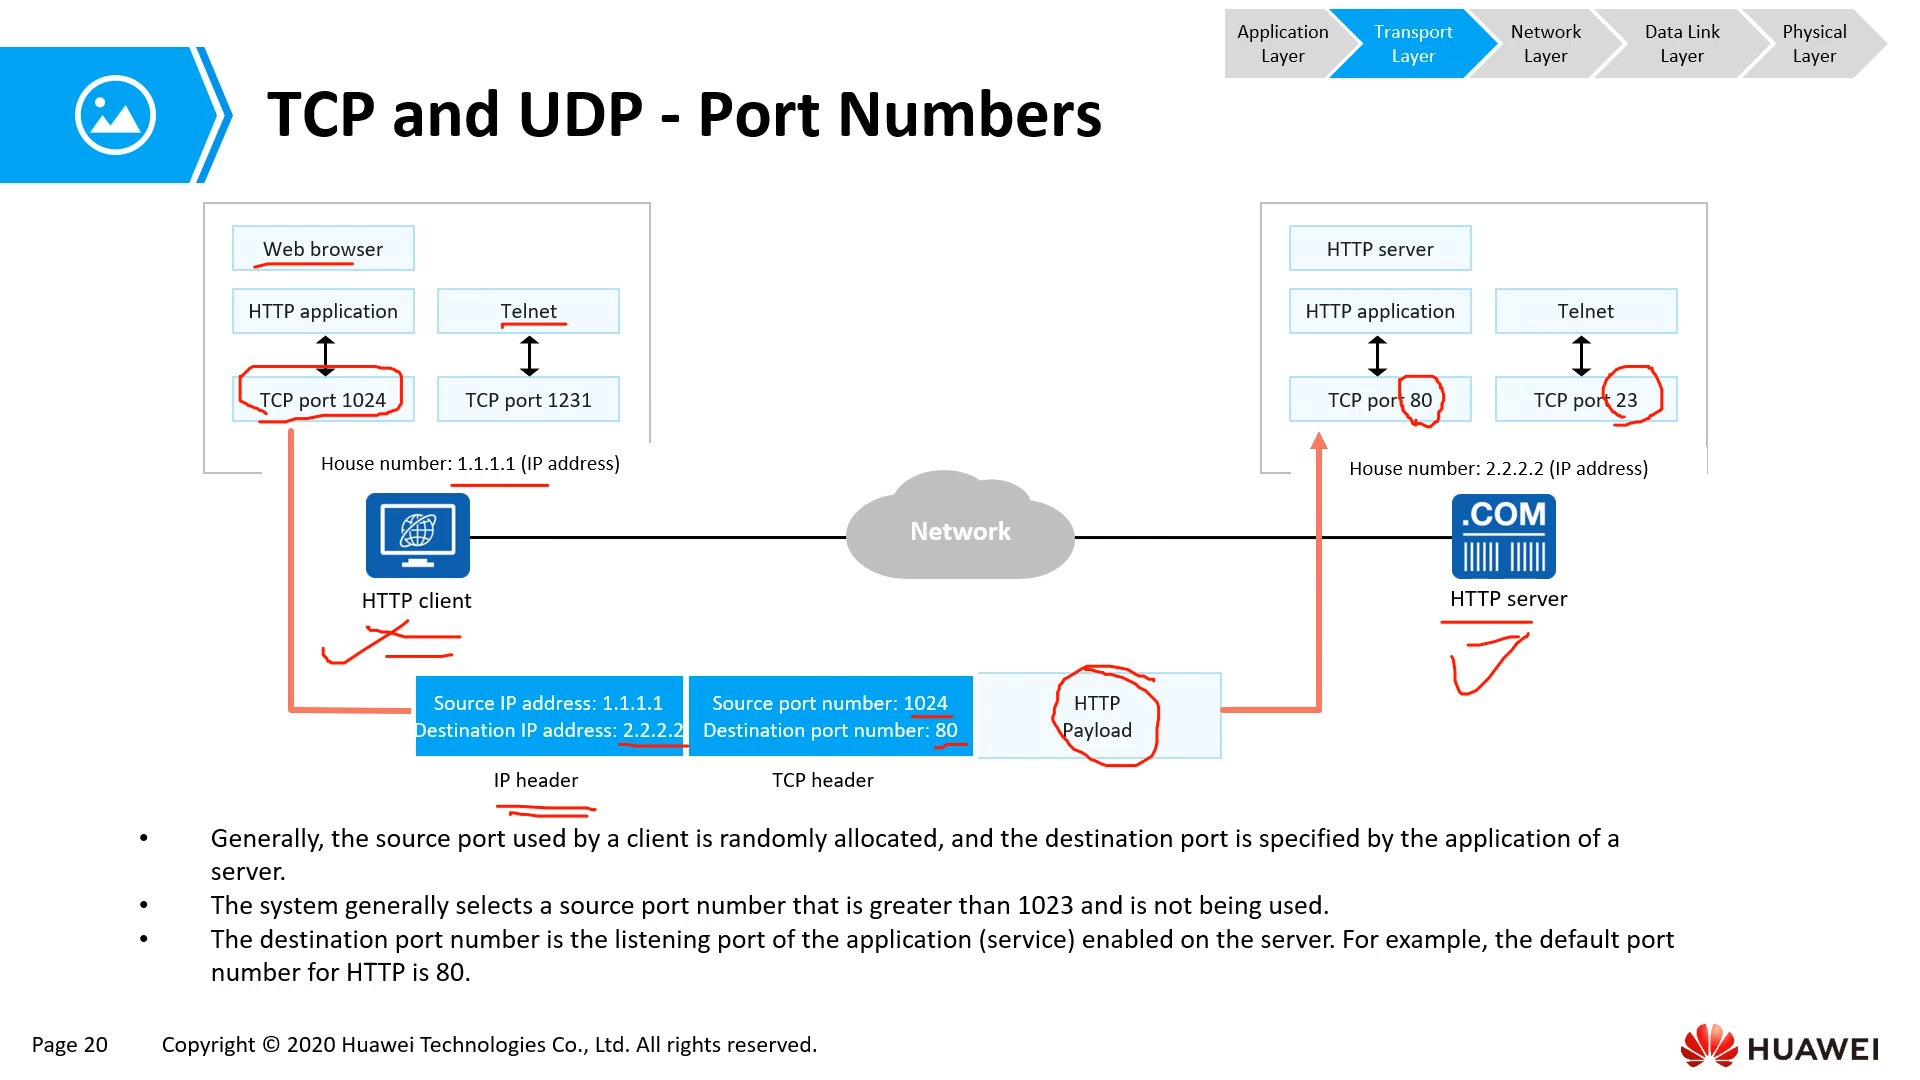 Application Layer
Transport Layer
Network Layer
Data Link Layer
Physical Layer
TCP and UDP - Port Numbers
Web browser
HTTP application
Telnet
TCP port 1024
TCP port 1231
House number: 1.1.1.1 (IP address)
HTTP client
Network
HTTP server
HTTP application
Telnet
TCP port 80
TCP port 23
House number: 2.2.2.2 (IP address)
.COM
HTTP server
Source IP address: 1.1.1.1
Destination IP address: 2.2.2.2
Source port number: 1024
Destination port number: 80
HTTP
Payload
IP header
TCP header
• Generally, the source port used by a client is randomly allocated, and the destination port is specified by the application of a
server.
• The system generally selects a source port number that is greater than 1023 and is not being used.
• The destination port number is the listening port of the application (service) enabled on the server. For example, the default port
number for HTTP is 80.
Page 20
Copyright © 2020 Huawei Technologies Co., Ltd. All rights reserved.
HUAWEI